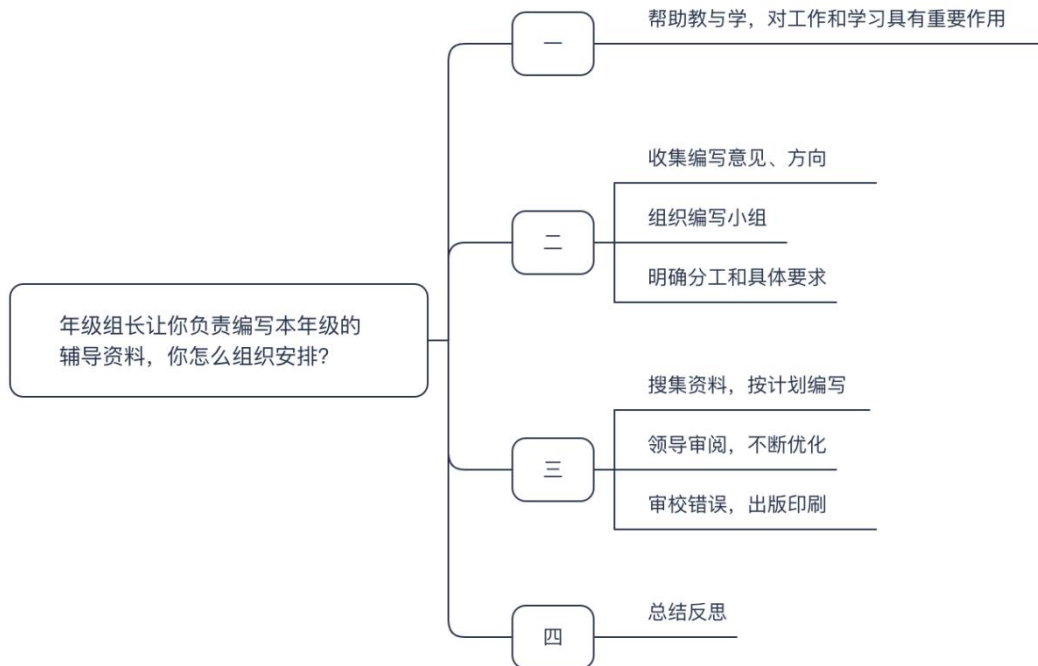 年级组长让你负责编写本年级的
辅导资料，你怎么组织安排？
一
帮助教与学，对工作和学习具有重要作用
二
收集编写意见、方向
组织编写小组
明确分工和具体要求
三
搜集资料，按计划编写
领导审阅，不断优化
审校错误，出版印刷
四
总结反思